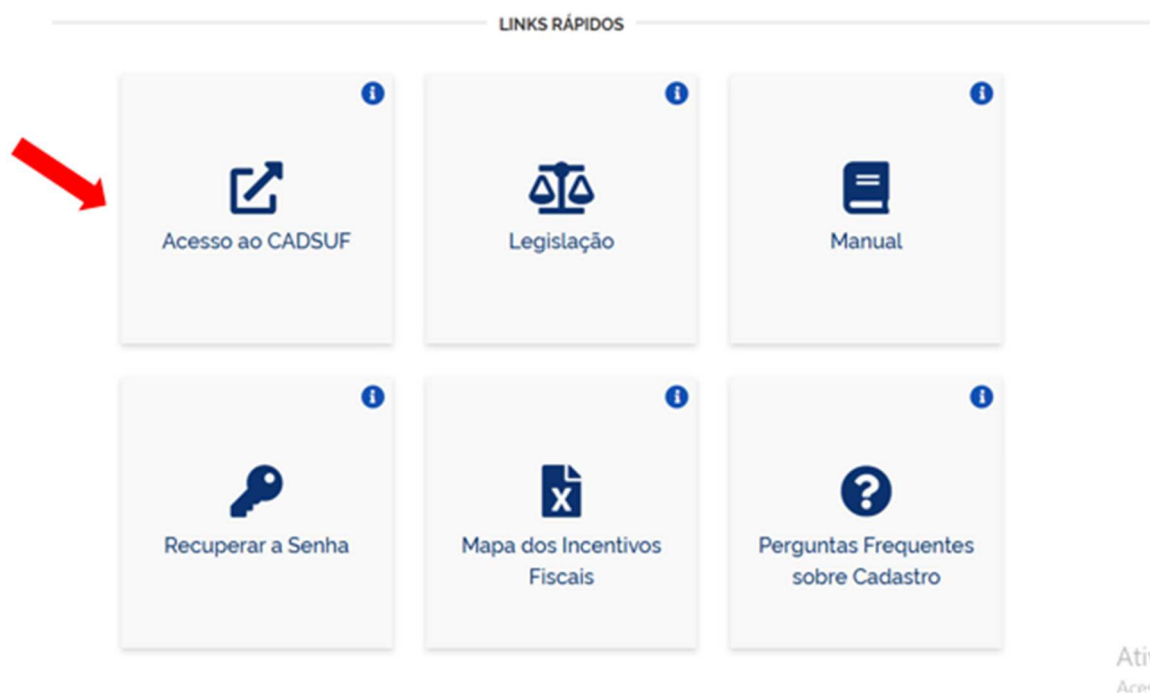 LINKS RÁPIDOS
Acesso ao CADSUF
Legislação
Manual
Recuperar a Senha
Mapa dos Incentivos
Fiscais
Perguntas Frequentes
sobre Cadastro